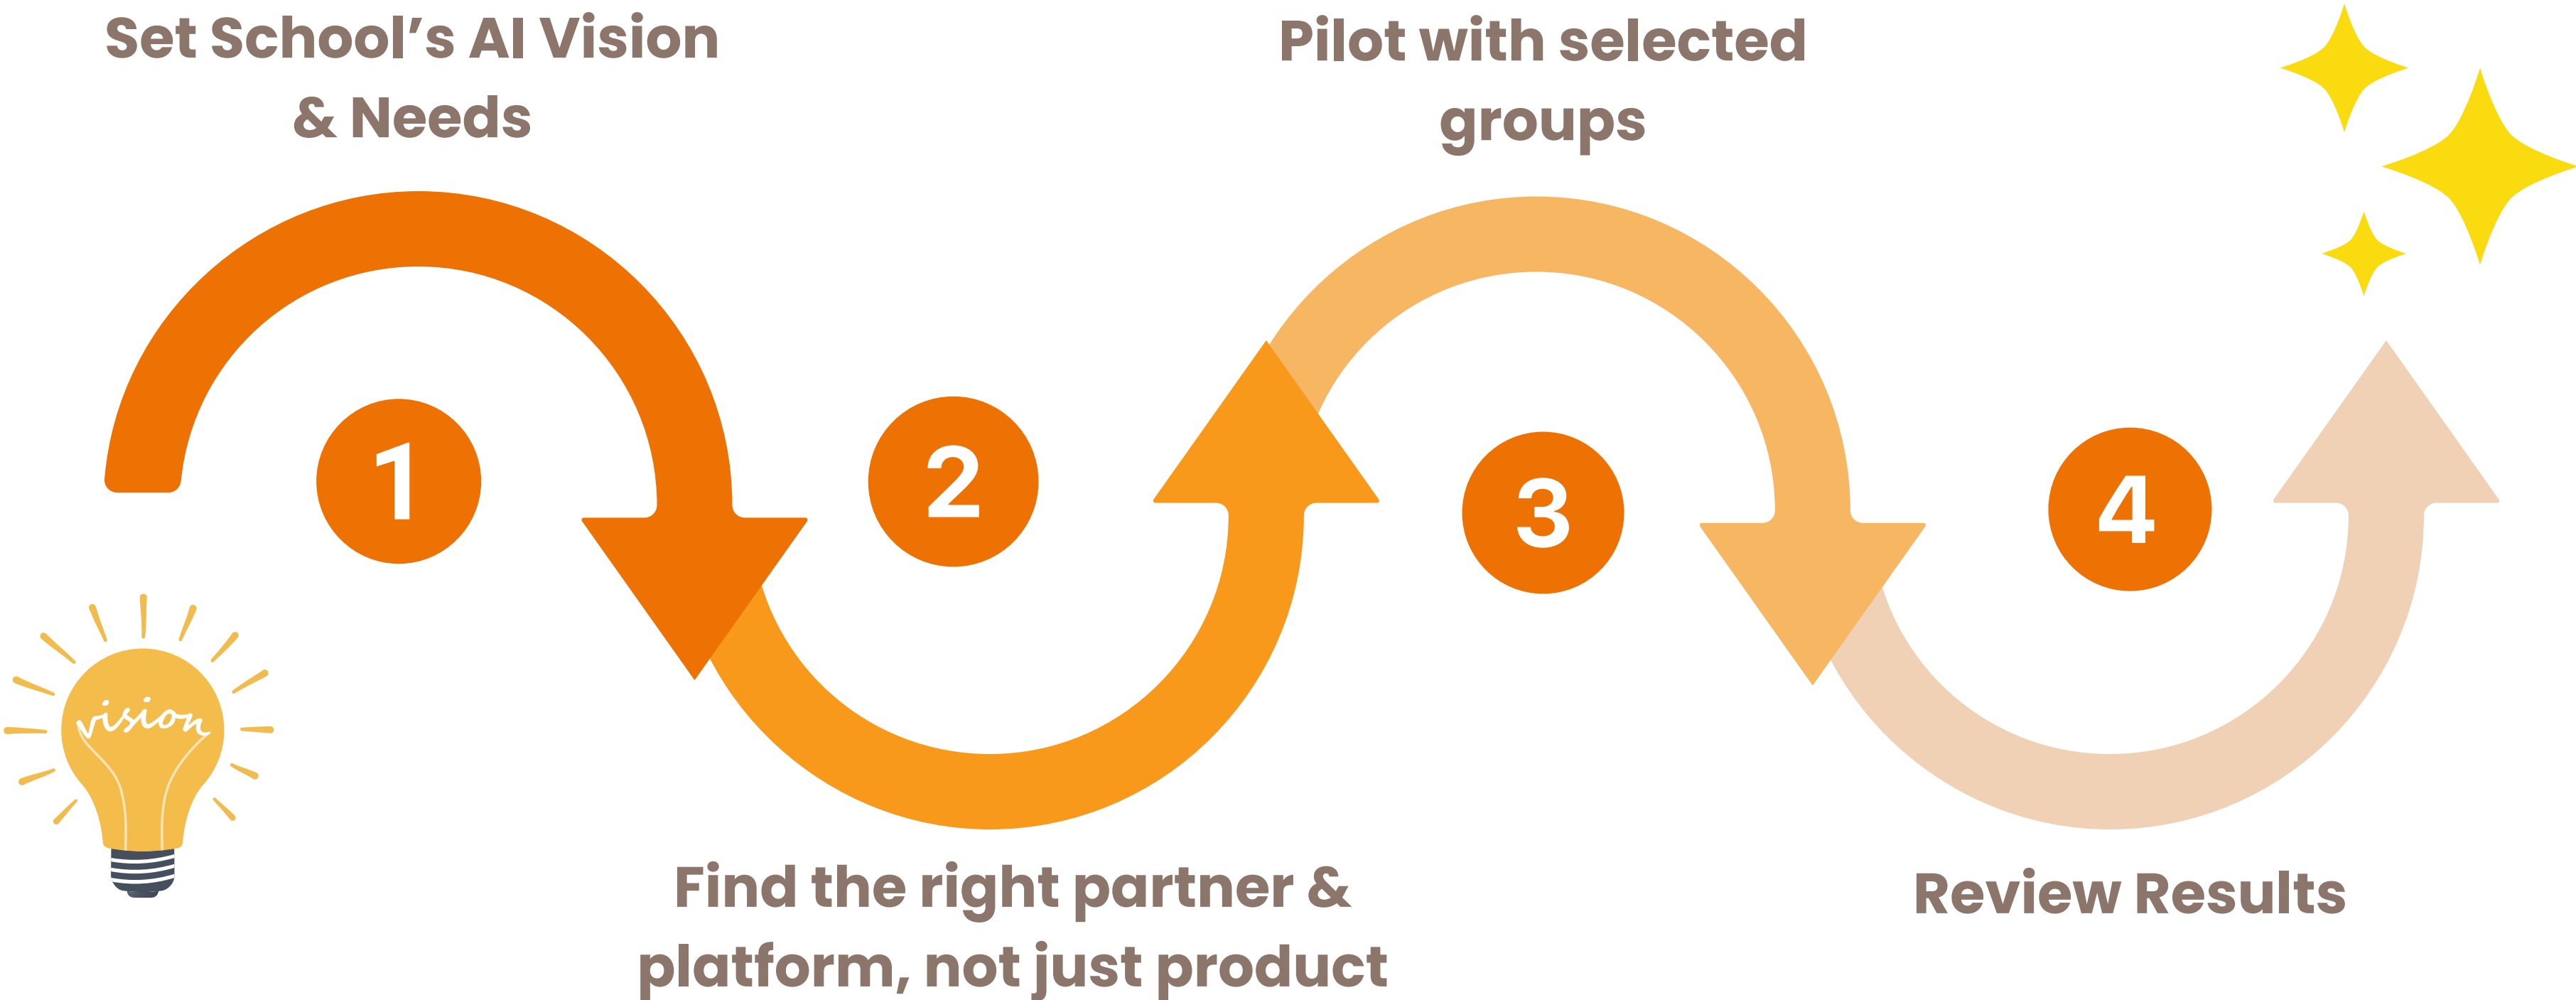 Set School’s AI Vision
& Needs
1
vision
2
Find the right partner &
platform, not just product
Pilot with selected
groups
3
4
Review Results